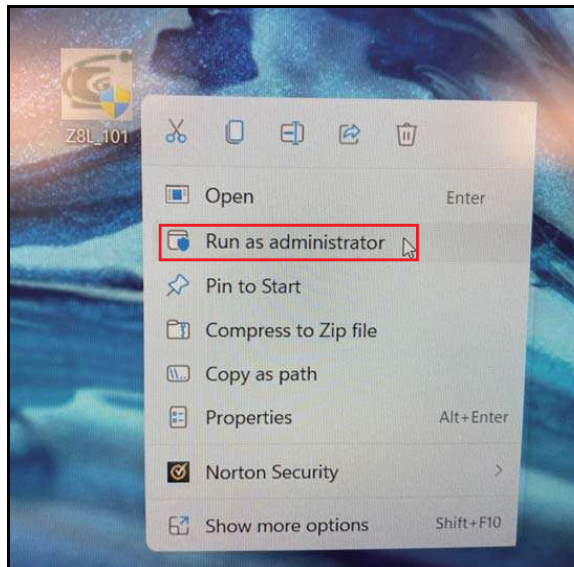 Z8L_101
Open Enter
Run as administrator
Pin to Start
Compress to Zip file
Copy as path
Properties Alt+Enter
Norton Security
Show more options Shift+F10